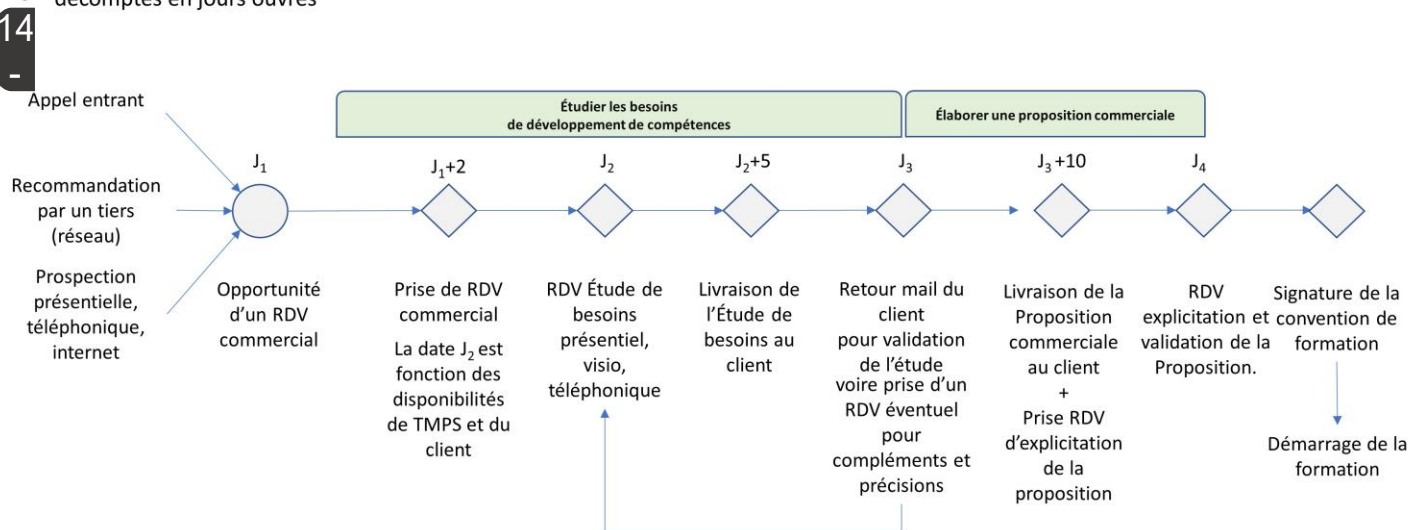 décomptés en jours ouvrés
14
-
Appel entrant
Recommandation
par un tiers
(réseau)
Prospection
présentielle,
téléphonique,
internet
Étudier les besoins
de développement de compétences
Élaborer une proposition commerciale
J₁
J₁+2
J₂
J₂+5
J₃
J₃ +10
J₄
Opportunité
d’un RDV
commercial
Prise de RDV
commercial
La date J₂ est
fonction des
disponibilités
de TMPS et du
client
RDV Étude de
besoins
présentiel,
visio,
téléphonique
Livraison de
l’Étude de
besoins au
client
Retour mail du
client
pour validation
de l’étude
voire prise d’un
RDV éventuel
pour
compléments et
précisions
Livraison de la
Proposition
commerciale
au client
+
Prise RDV
d’explicitation
de la
proposition
RDV
explicitation et
validation de la
Proposition.
Signature de la
convention de
formation
Démarrage de la
formation